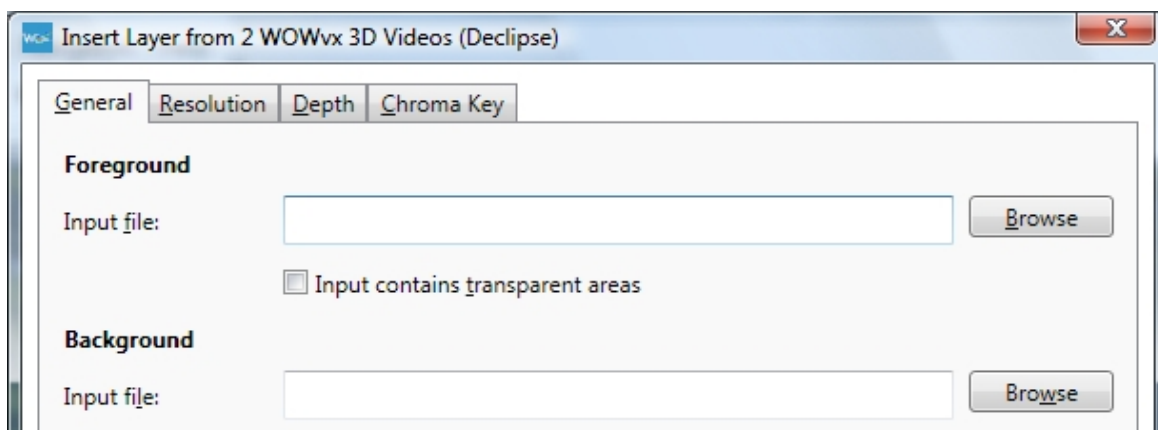 WOW Insert Layer from 2 WOWvx 3D Videos (Declipse)
General Resolution Depth Chroma Key
Foreground
Input file: Browse
Input contains transparent areas
Background
Input file: Browse